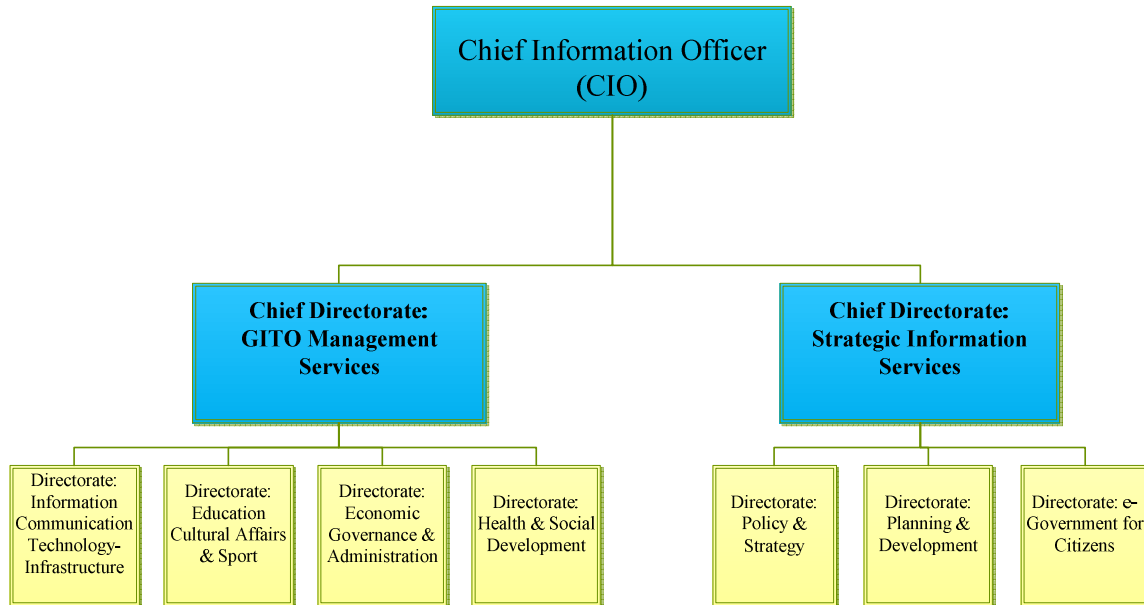 Chief Information Officer
(CIO)
Chief Directorate:
GITO Management
Services
Chief Directorate:
Strategic Information
Services
Directorate:
Information
Communication
Technology-
Infrastructure
Directorate:
Education
Cultural Affairs
& Sport
Directorate:
Economic
Governance &
Administration
Directorate:
Health & Social
Development
Directorate:
Policy &
Strategy
Directorate:
Planning &
Development
Directorate: e-
Government for
Citizens